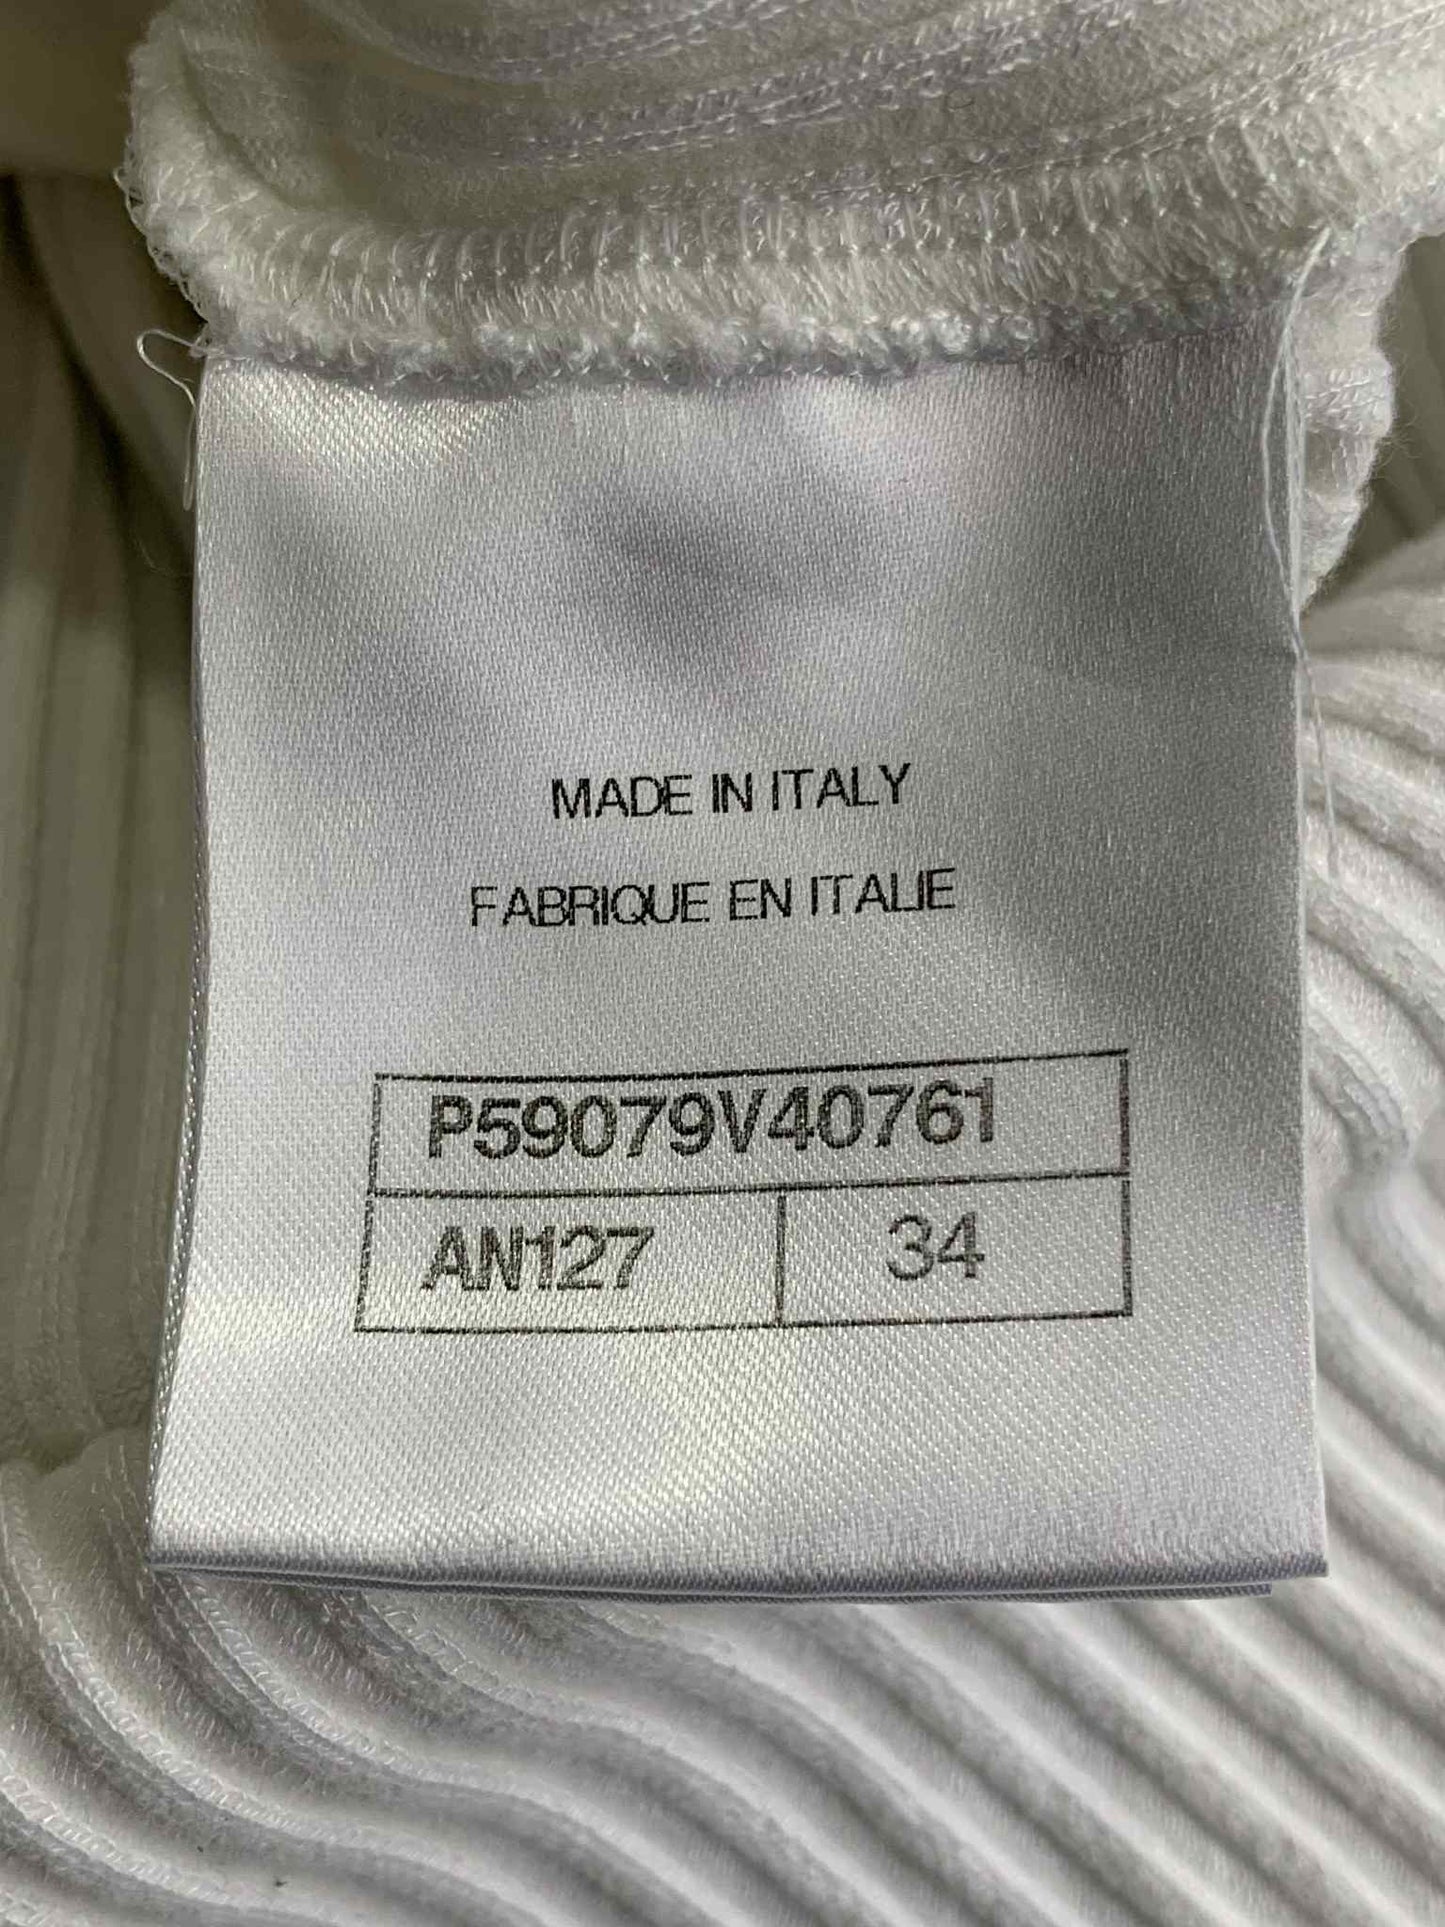 MADE IN ITALY
FABRIQUE EN ITALIE
P59079V40761
AN127 34